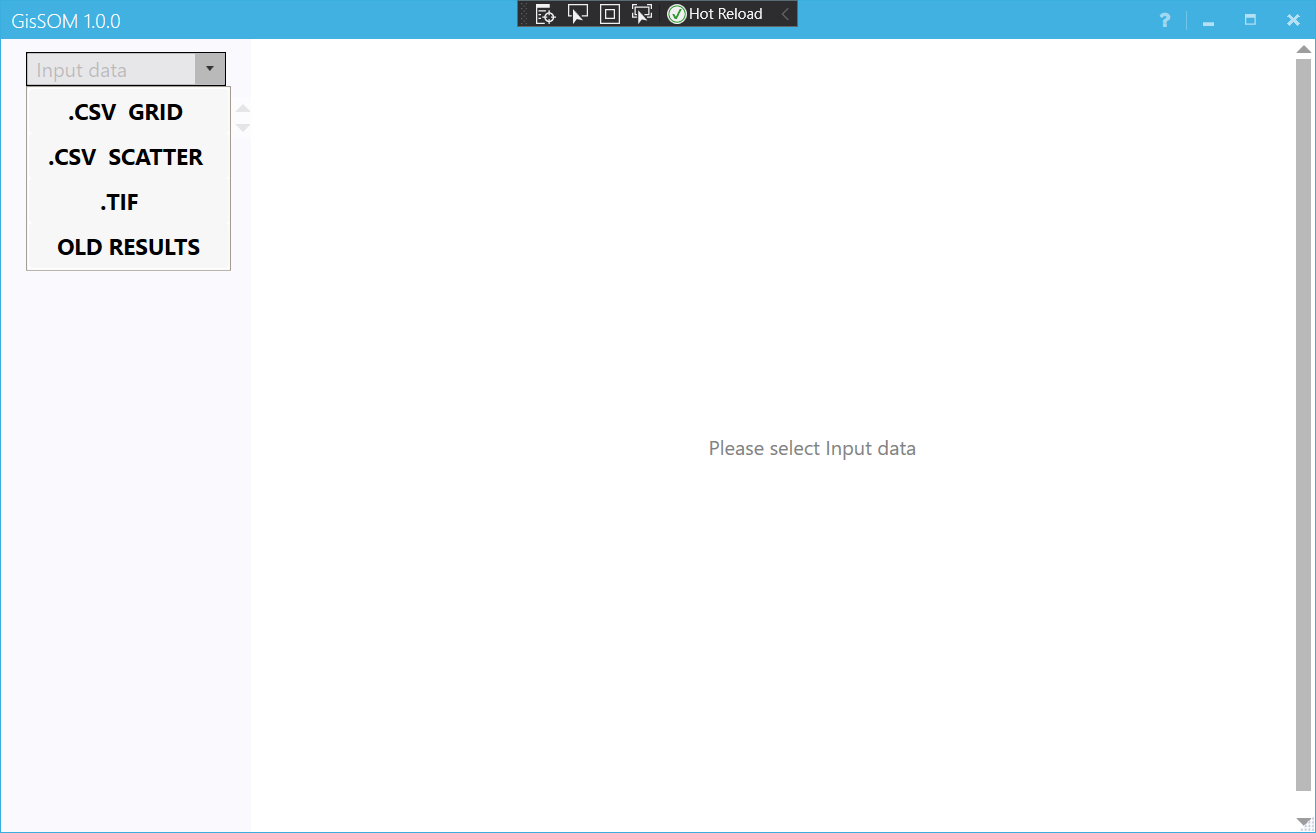 GisSOM 1.0.0
Hot Reload
?
Input data
.CSV GRID
.CSV SCATTER
.TIF
OLD RESULTS
Please select Input data